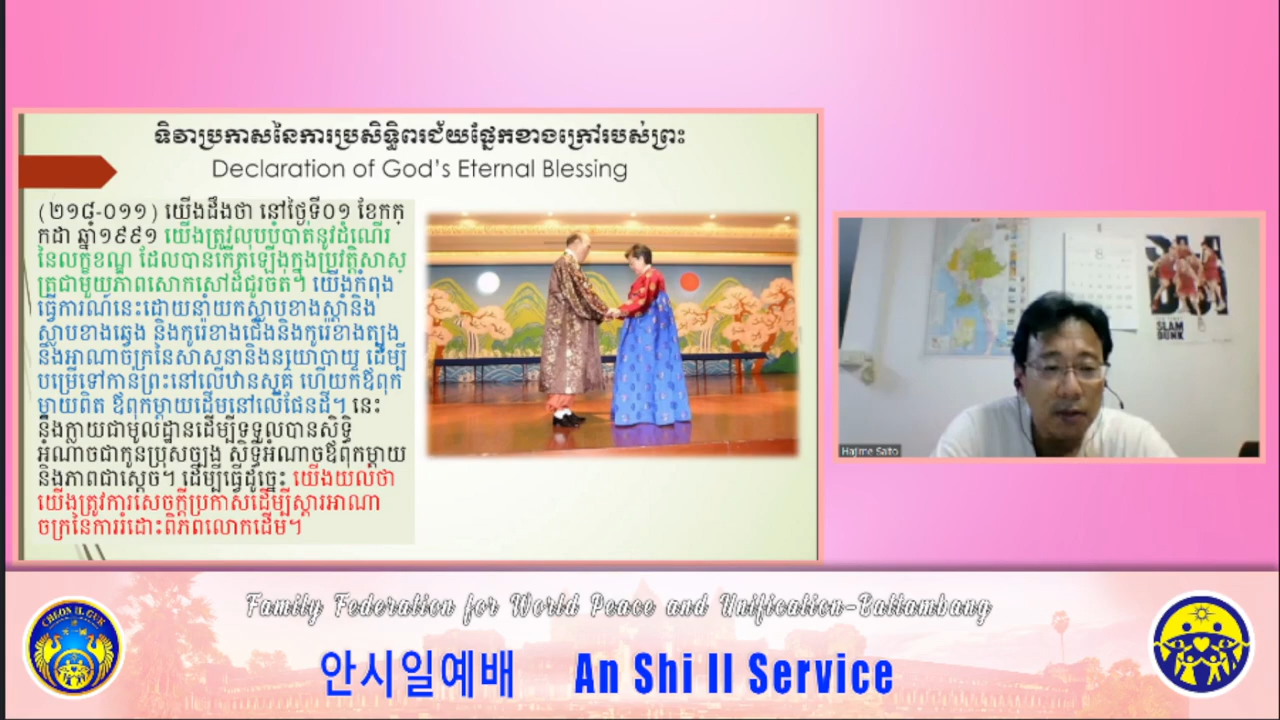 ទិវាប្រកាសនៃការប្រសិទ្ធិពរជ័យផ្នែកខាងក្រៅរបស់ព្រះ
Declaration of God's Eternal Blessing
(២១៨-០១១) យើងដឹងថា នៅថ្ងៃទី០១ ខែកក្
កដា ឆ្នាំ១៩៩១ យើងត្រូវលុបបំបាត់នូវដំណើរ
នៃលក្ខខណ្ឌ ដែលបានកើតឡើងក្នុងប្រវត្តិសាស្
ត្រជាមួយភាពសោកសៅដ៏ជូរចត់។ យើងកំពុង
ធ្វើការណ៍នេះដោយនាំយកស្លាបខាងស្តាំនិង
ស្លាបខាងឆ្វេង និងកូរ៉េខាងជើងនិងកូរ៉េខាងត្បូង
និងអាណាចក្រនៃសាសនានិងនយោបាយ ដើម្បី
បម្រើទៅកាន់ព្រះនៅលើឋានសួគ៌ ហើយក៏ឪពុក
ម្តាយពិត ឪពុកម្តាយដើមនៅលើផែនដី។ នេះ
នឹងក្លាយជាមូលដ្ឋានដើម្បីទទួលបានសិទ្ធិ
អំណាចជាកូនប្រុសច្បង សិទ្ធិអំណាចឪពុកម្តាយ
និងភាពជាស្តេច។ ដើម្បីធ្វើដូច្នេះ យើងយល់ថា
យើងត្រូវការសេចក្តីប្រកាសដើម្បីស្តារអាណា
ចក្រនៃការរំដោះពិភពលោកដើម។
SLAM
DUNK
Hajime Saito
Family Federation for World Peace and Unification-Battambang
CHEON IL GUK
안시일예배 An Shi Il Service